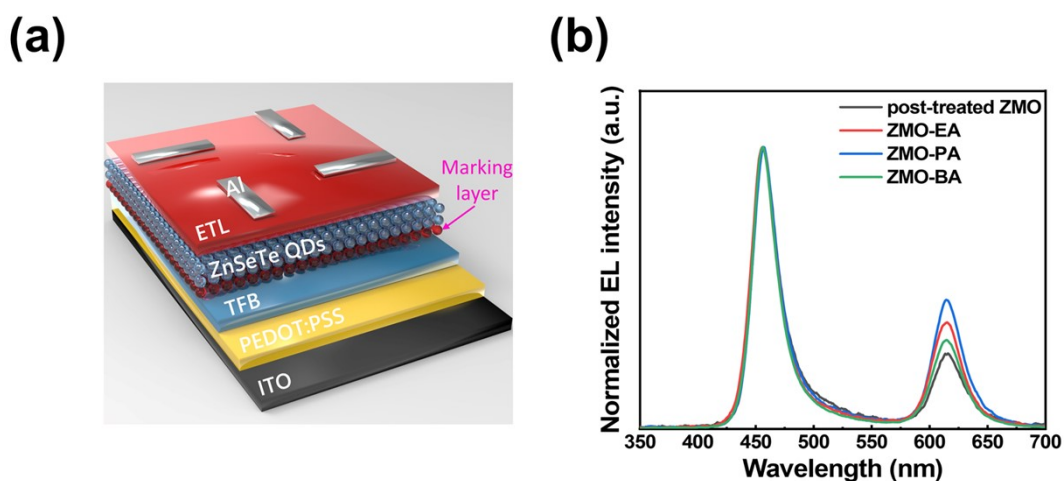 (a)
Al
Marking
layer
ETL
ZnSeTe QDs
TFB
PEDOT:PSS
ITO
(b)
Normalized EL intensity (a.u.)
post-treated ZMO
ZMO-EA
ZMO-PA
ZMO-BA
350 400 450 500 550 600 650 700
Wavelength (nm)